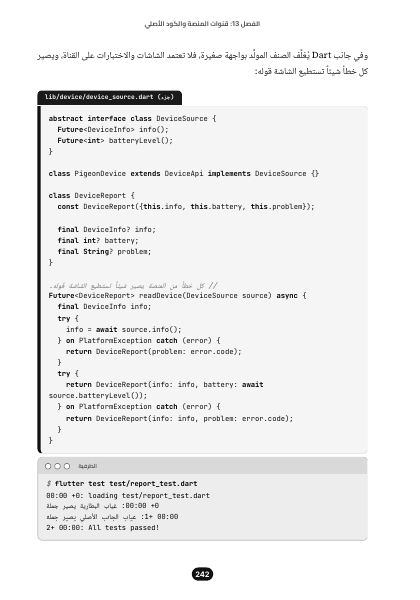 الفصل 13: قنوات المنصة والكود الأصلي
وفي جانب Dart يُغلَّف الصنف المولَّد بواجهة صغيرة، فلا تعتمد الشاشات والاختبارات على القناة، ويصير
كل خطأ شيئاً تستطيع الشاشة قوله:
lib/device/device_source.dart (جزء)
abstract interface class DeviceSource {
  Future<DeviceInfo> info();
  Future<int> batteryLevel();
}
class PigeonDevice extends DeviceApi implements DeviceSource {}
class DeviceReport {
  const DeviceReport({this.info, this.battery, this.problem});
  final DeviceInfo? info;
  final int? battery;
  final String? problem;
}
// كل خطأ من المنصة يصير شيئاً تستطيع الشاشة قوله.
Future<DeviceReport> readDevice(DeviceSource source) async {
  final DeviceInfo info;
  try {
    info = await source.info();
  } on PlatformException catch (error) {
    return DeviceReport(problem: error.code);
  }
  try {
    return DeviceReport(info: info, battery: await
source.batteryLevel());
  } on PlatformException catch (error) {
    return DeviceReport(info: info, problem: error.code);
  }
}
الطرفية
$ flutter test test/report_test.dart
00:00 +0: loading test/report_test.dart
00:00 +0: غياب البطارية يصير جملة
00:00 +1: غياب الجانب الأصلي يصير جملة
00:00 +2: All tests passed!
242